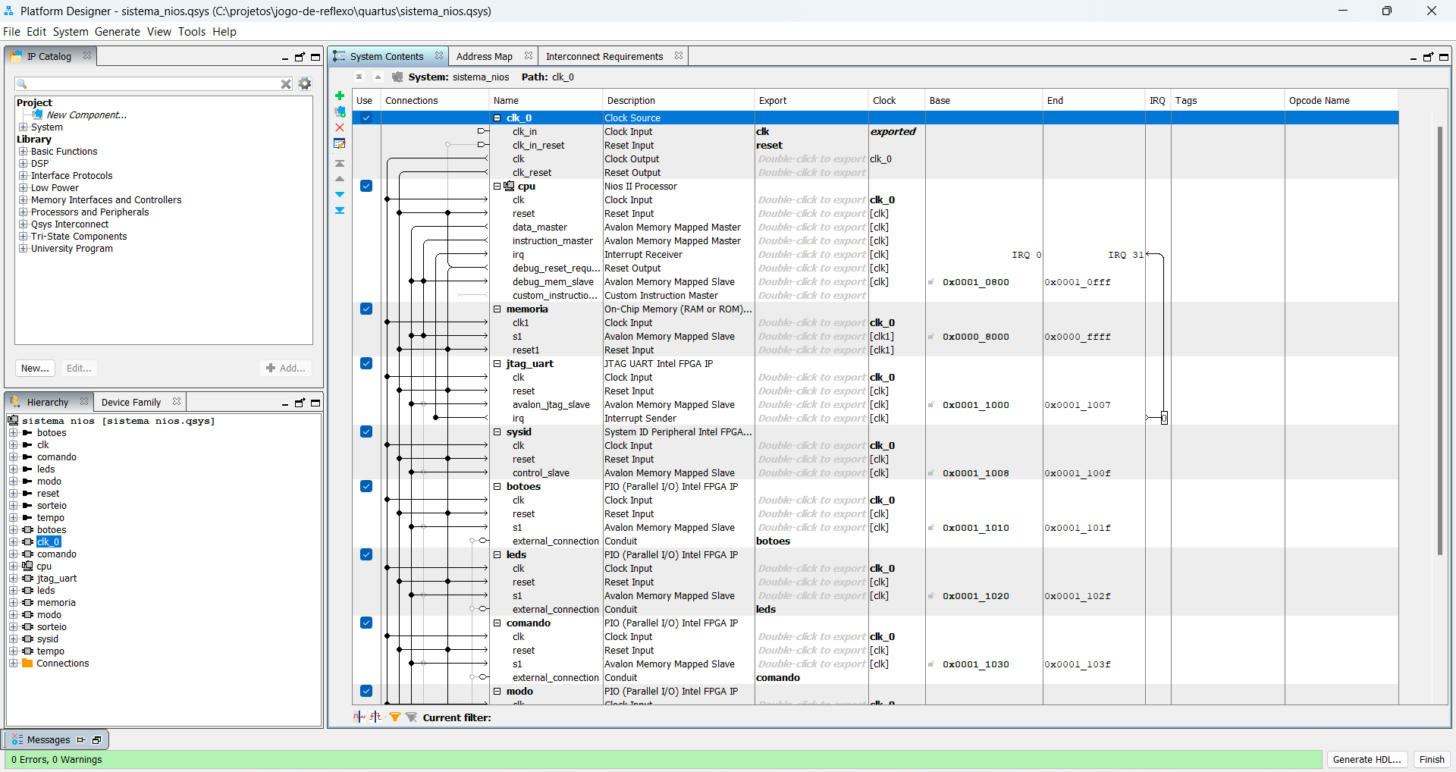 Platform Designer - sistema_nios.qsys (C:\projetos\jogo-de-reflexo\quartus\sistema_nios.qsys)
File Edit System Generate View Tools Help
IP Catalog
Project
New Component...
System
Library
Basic Functions
DSP
Interface Protocols
Low Power
Memory Interfaces and Controllers
Processors and Peripherals
Qsys Interconnect
Tri-State Components
University Program
New... Edit... Add...
Hierarchy Device Family
sistema_nios [sistema_nios.qsys]
botoes
clk
comando
leds
modo
reset
sorteio
tempo
botoes
clk_0
comando
cpu
jtag_uart
leds
memoria
modo
sorteio
sysid
tempo
Connections
System Contents Address Map Interconnect Requirements
System: sistema_nios Path: clk_0
Use Connections Name Description Export Clock Base End IRQ Tags Opcode Name
clk_0 Clock Source
clk_in Clock Input clk exported
clk_in_reset Reset Input reset
clk Clock Output Double-click to export clk_0
clk_reset Reset Output Double-click to export
cpu Nios II Processor
clk Clock Input Double-click to export clk_0
reset Reset Input Double-click to export [clk]
data_master Avalon Memory Mapped Master Double-click to export [clk]
instruction_master Avalon Memory Mapped Master Double-click to export [clk]
irq Interrupt Receiver Double-click to export [clk] IRQ 0 IRQ 31
debug_reset_requ... Reset Output Double-click to export [clk]
debug_mem_slave Avalon Memory Mapped Slave Double-click to export [clk] 0x0001_0800 0x0001_0fff
custom_instructio... Custom Instruction Master Double-click to export
memoria On-Chip Memory (RAM or ROM)...
clk1 Clock Input Double-click to export clk_0
s1 Avalon Memory Mapped Slave Double-click to export [clk1] 0x0000_8000 0x0000_ffff
reset1 Reset Input Double-click to export [clk1]
jtag_uart JTAG UART Intel FPGA IP
clk Clock Input Double-click to export clk_0
reset Reset Input Double-click to export [clk]
avalon_jtag_slave Avalon Memory Mapped Slave Double-click to export [clk] 0x0001_1000 0x0001_1007
irq Interrupt Sender Double-click to export [clk] 0
sysid System ID Peripheral Intel FPGA...
clk Clock Input Double-click to export clk_0
reset Reset Input Double-click to export [clk]
control_slave Avalon Memory Mapped Slave Double-click to export [clk] 0x0001_1008 0x0001_100f
botoes PIO (Parallel I/O) Intel FPGA IP
clk Clock Input Double-click to export clk_0
reset Reset Input Double-click to export [clk]
s1 Avalon Memory Mapped Slave Double-click to export [clk] 0x0001_1010 0x0001_101f
external_connection Conduit botoes
leds PIO (Parallel I/O) Intel FPGA IP
clk Clock Input Double-click to export clk_0
reset Reset Input Double-click to export [clk]
s1 Avalon Memory Mapped Slave Double-click to export [clk] 0x0001_1020 0x0001_102f
external_connection Conduit leds
comando PIO (Parallel I/O) Intel FPGA IP
clk Clock Input Double-click to export clk_0
reset Reset Input Double-click to export [clk]
s1 Avalon Memory Mapped Slave Double-click to export [clk] 0x0001_1030 0x0001_103f
external_connection Conduit comando
modo PIO (Parallel I/O) Intel FPGA IP
Current filter:
Messages
0 Errors, 0 Warnings
Generate HDL... Finish